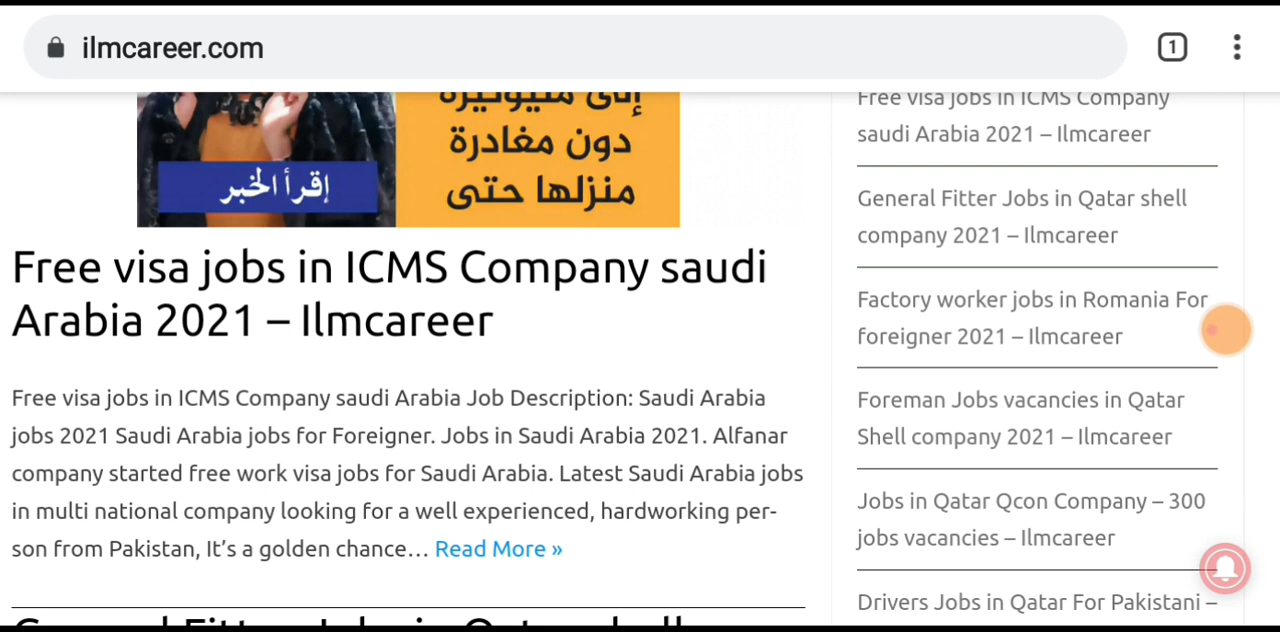 ilmcareer.com
1
إلى مليونيرة
دون مغادرة
منزلها حتى
إقرأ الخبر
Free visa jobs in ICMS Company saudi
Arabia 2021 – Ilmcareer
Free visa jobs in ICMS Company saudi Arabia Job Description: Saudi Arabia
jobs 2021 Saudi Arabia jobs for Foreigner. Jobs in Saudi Arabia 2021. Alfanar
company started free work visa jobs for Saudi Arabia. Latest Saudi Arabia jobs
in multi national company looking for a well experienced, hardworking per-
son from Pakistan, It’s a golden chance… Read More »
General Fitter Jobs in Qatar shell
Free visa jobs in ICMS Company
saudi Arabia 2021 – Ilmcareer
General Fitter Jobs in Qatar shell
company 2021 – Ilmcareer
Factory worker jobs in Romania For
foreigner 2021 – Ilmcareer
Foreman Jobs vacancies in Qatar
Shell company 2021 – Ilmcareer
Jobs in Qatar Qcon Company – 300
jobs vacancies – Ilmcareer
Drivers Jobs in Qatar For Pakistani –